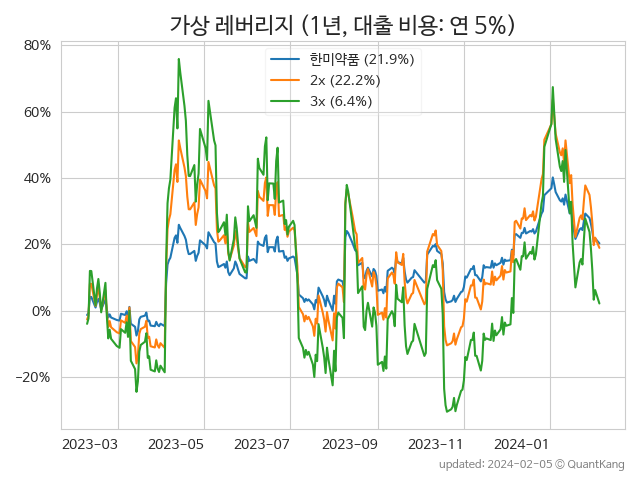 가상 레버리지 (1년, 대출 비용: 연 5%)
한미약품 (21.9%)
2x (22.2%)
3x (6.4%)
80%
60%
40%
20%
0%
−20%
2023-03 2023-05 2023-07 2023-09 2023-11 2024-01
updated: 2024-02-05 © QuantKang